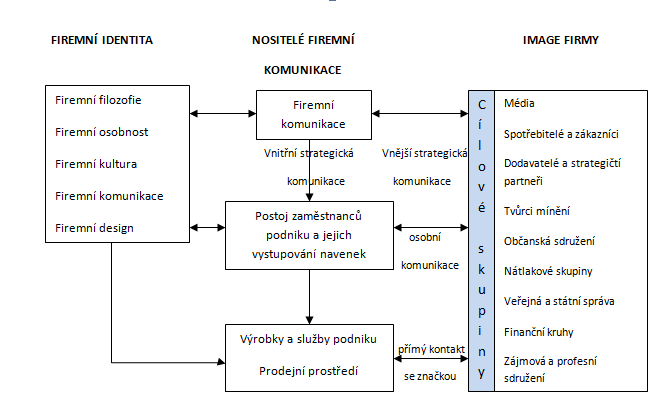 FIREMNÍ IDENTITA
NOSITELÉ FIREMNÍ
KOMUNIKACE
IMAGE FIRMY
Firemní filozofie
Firemní osobnost
Firemní kultura
Firemní komunikace
Firemní design
Firemní
komunikace
Vnitřní strategická
komunikace
Vnější strategická
komunikace
Postoj zaměstnanců
podniku a jejich
vystupování navenek
osobní
komunikace
Výrobky a služby podniku
Prodejní prostředí
přímý kontakt
se značkou
Cílové skupiny
Média
Spotřebitelé a zákazníci
Dodavatelé a strategičtí
partneři
Tvůrci mínění
Občanská sdružení
Nátlakové skupiny
Veřejná a státní správa
Finanční kruhy
Zájmová a profesní
sdružení